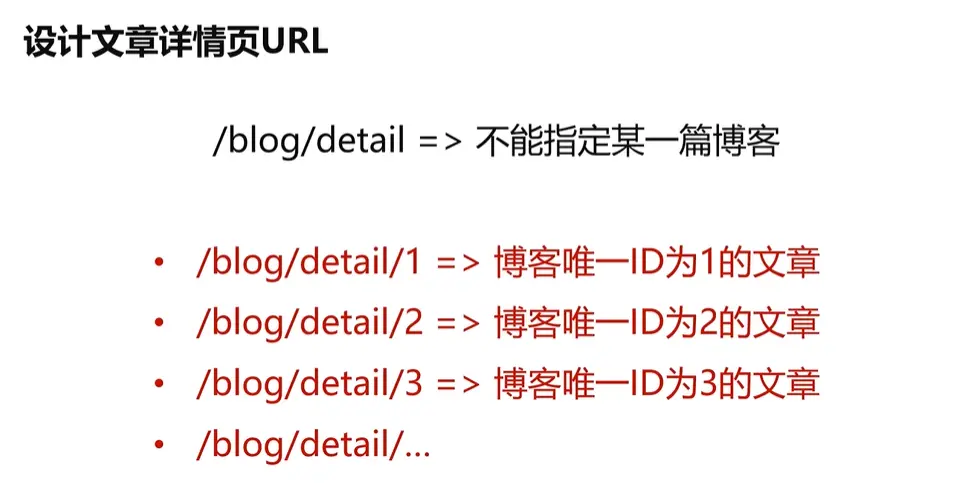 设计文章详情页URL
/blog/detail => 不能指定某一篇博客
• /blog/detail/1 => 博客唯一ID为1的文章
• /blog/detail/2 => 博客唯一ID为2的文章
• /blog/detail/3 => 博客唯一ID为3的文章
• /blog/detail/...